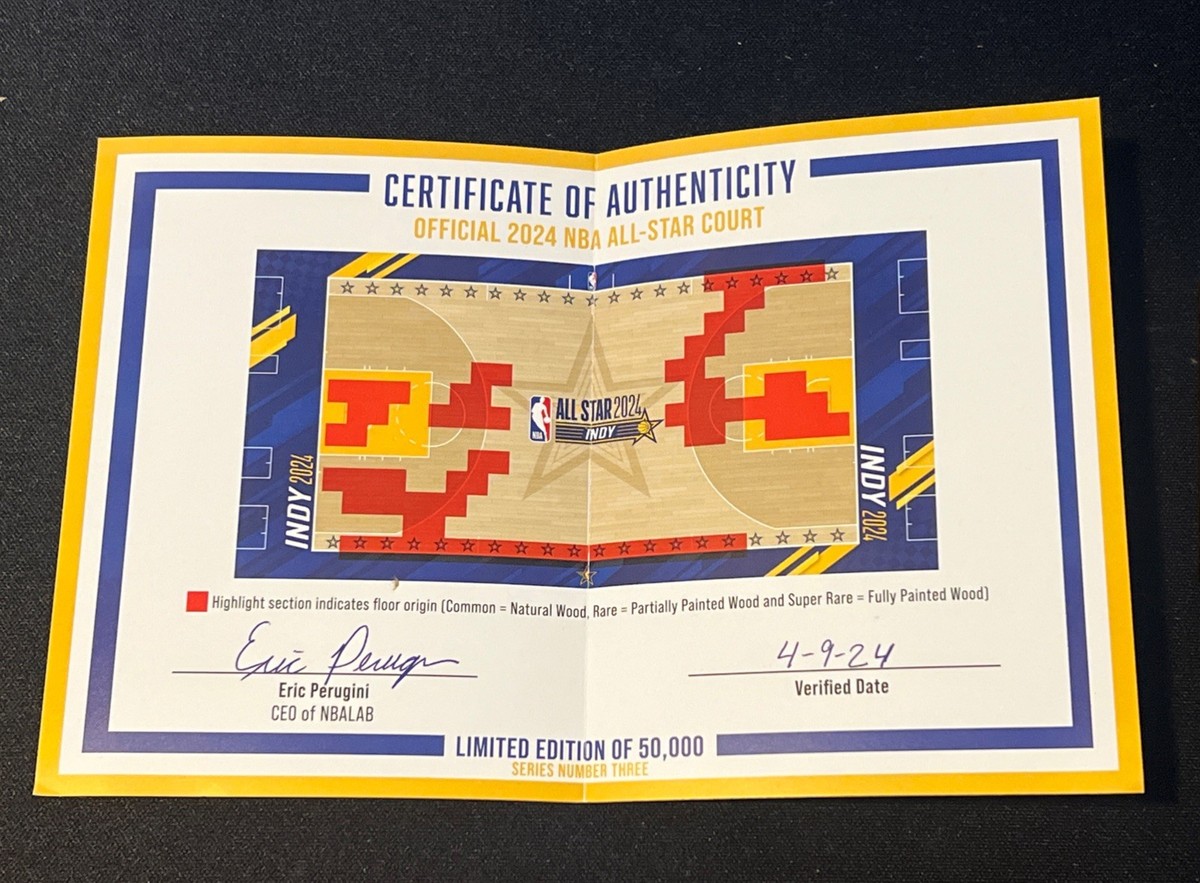 CERTIFICATE OF AUTHENTICITY
OFFICIAL 2024 NBA ALL-STAR COURT
NBA
ALL STAR 2024
INDY
INDY 2024
INDY 2024
Highlight section indicates floor origin (Common = Natural Wood, Rare = Partially Painted Wood and Super Rare = Fully Painted Wood)
Eric Perugini
4-9-24
Eric Perugini
Verified Date
CEO of NBALAB
LIMITED EDITION OF 50,000
SERIES NUMBER THREE